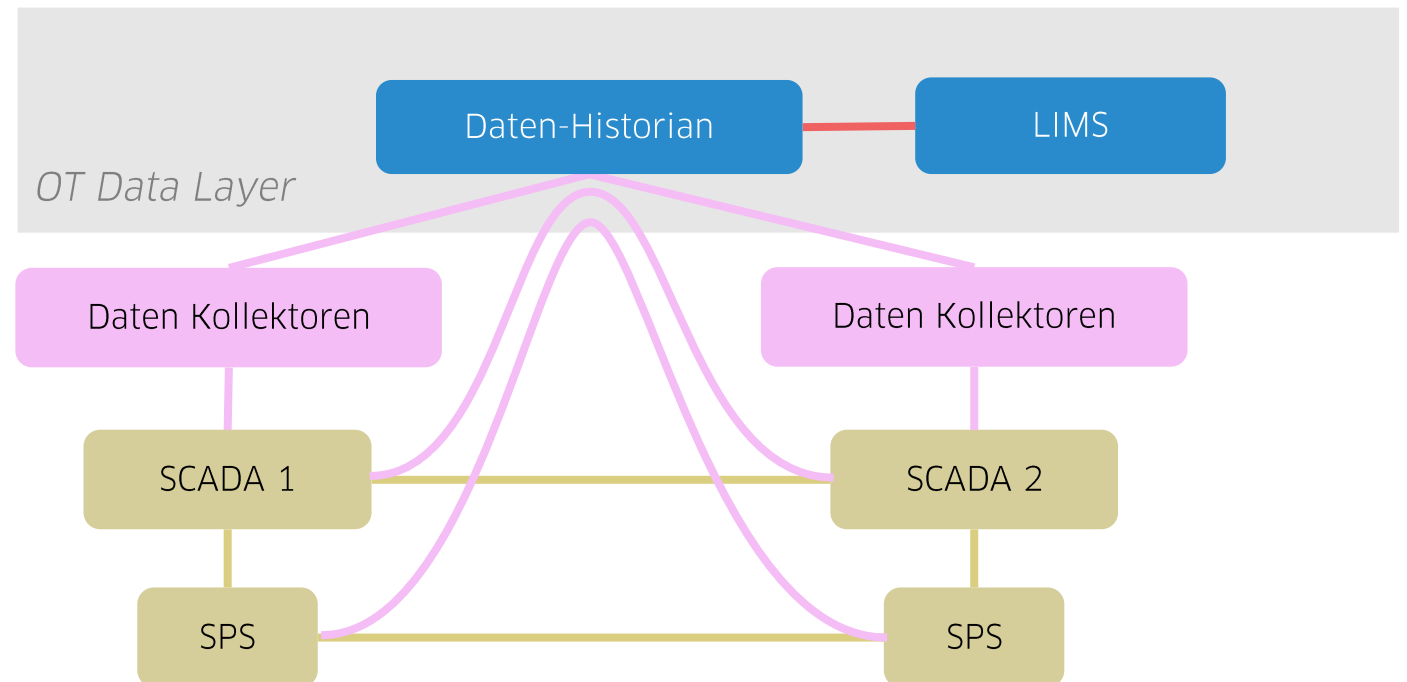 Daten-Historian
LIMS
OT Data Layer
Daten Kollektoren
Daten Kollektoren
SCADA 1
SCADA 2
SPS
SPS